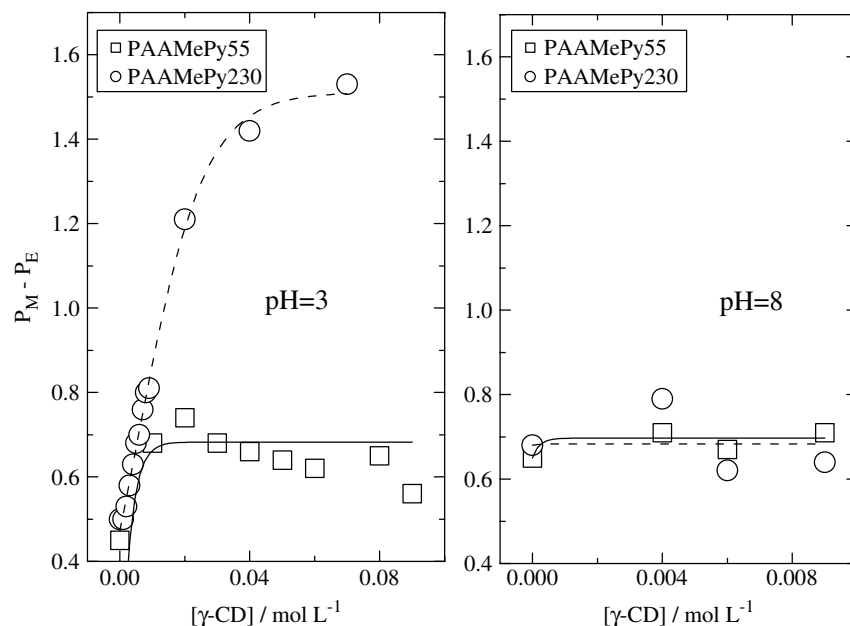 PAAMePy55
PAAMePy230
1.6
1.4
1.2
1.0
0.8
0.6
0.4
P_M - P_E
pH=3
0.00
0.04
0.08
[γ-CD] / mol L⁻¹
PAAMePy55
PAAMePy230
1.6
1.4
1.2
1.0
0.8
0.6
0.4
pH=8
0.000
0.004
0.008
[γ-CD] / mol L⁻¹